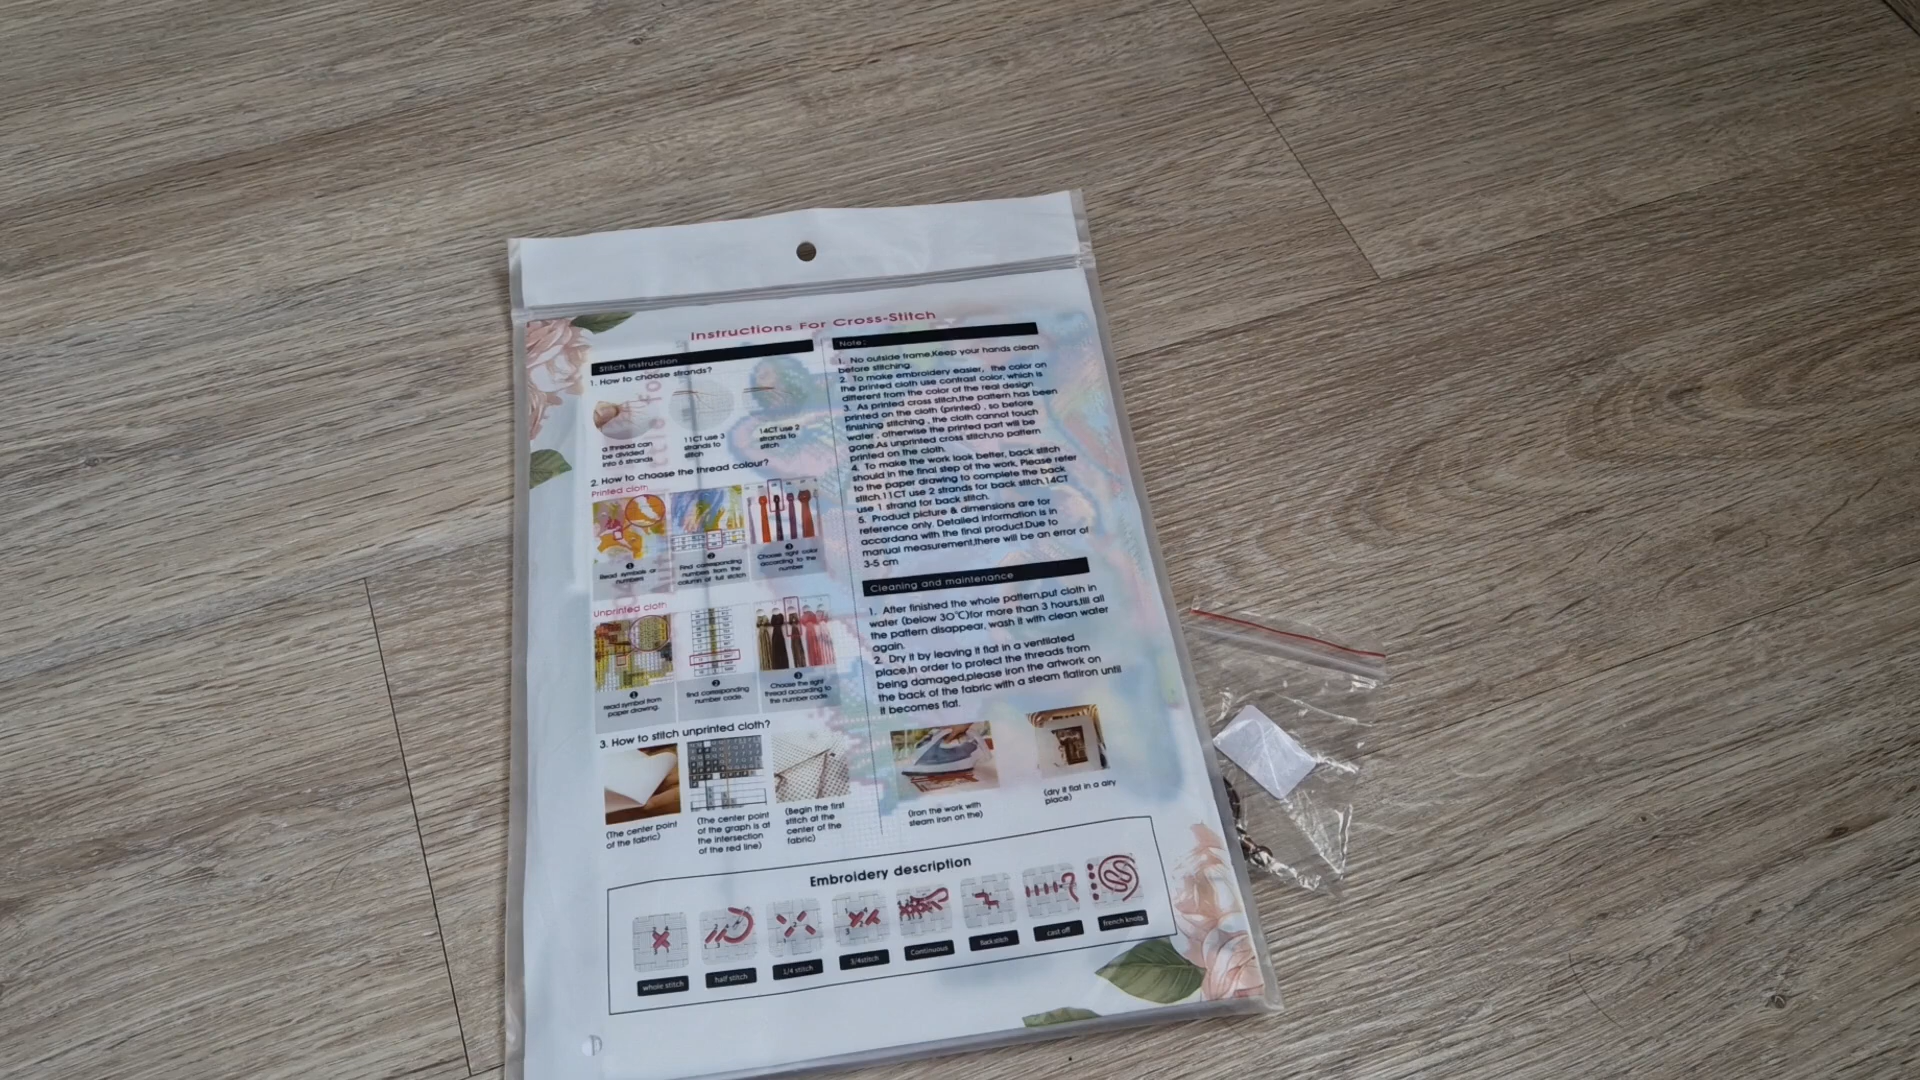 Instructions For Cross-Stitch
Stitch Instruction
1. How to choose strands?
a thread can
be divided
into 6 strands
11CT use 3
strands to
stitch
14CT use 2
strands to
stitch
2. How to choose the thread colour?
Printed cloth
1
Read symbols or
numbers
2
Find corresponding
numbers from the
column of full stitch
3
Choose right color
according to the
number
Unprinted cloth
1
read symbol from
paper drawing.
2
find corresponding
number code.
3
Choose the right
thread according to
the number code.
3. How to stitch unprinted cloth?
(The center point
of the fabric)
(The center point
of the graph is at
the intersection
of the red line)
(Begin the first
stitch at the
center of the
fabric)
Note:
1. No outside frame,Keep your hands clean
before stitching.
2. To make embroidery easier, the color on
the printed cloth use contrast color, which is
different from the color of the real design
3. As printed cross stitch,the pattern has been
printed on the cloth (printed) , so before
finishing stitching , the cloth cannot touch
water , otherwise the printed part will be
gone.As unprinted cross stitch,no pattern
printed on the cloth.
4. To make the work look better, back stitch
should in the final step of the work, Please refer
to the paper drawing to complete the back
stitch.11CT use 2 strands for back stitch,14CT
use 1 strand for back stitch.
5. Product picture & dimensions are for
reference only. Detailed information is in
accordana with the final product.Due to
manual measurement,there will be an error of
3-5 cm
Cleaning and maintenance
1. After finished the whole pattern,put cloth in
water (below 30℃)for more than 3 hours,till all
the pattern disappear, wash it with clean water
again.
2. Dry it by leaving it flat in a ventilated
place.In order to protect the threads from
being damaged,please iron the artwork on
the back of the fabric with a steam flatiron until
it becomes flat.
(Iron the work with
steam iron on the)
(dry it flat in a airy
place)
Embroidery description
whole stitch
half stitch
1/4 stitch
3/4stitch
Continuous
Back stitch
cast off
french knots